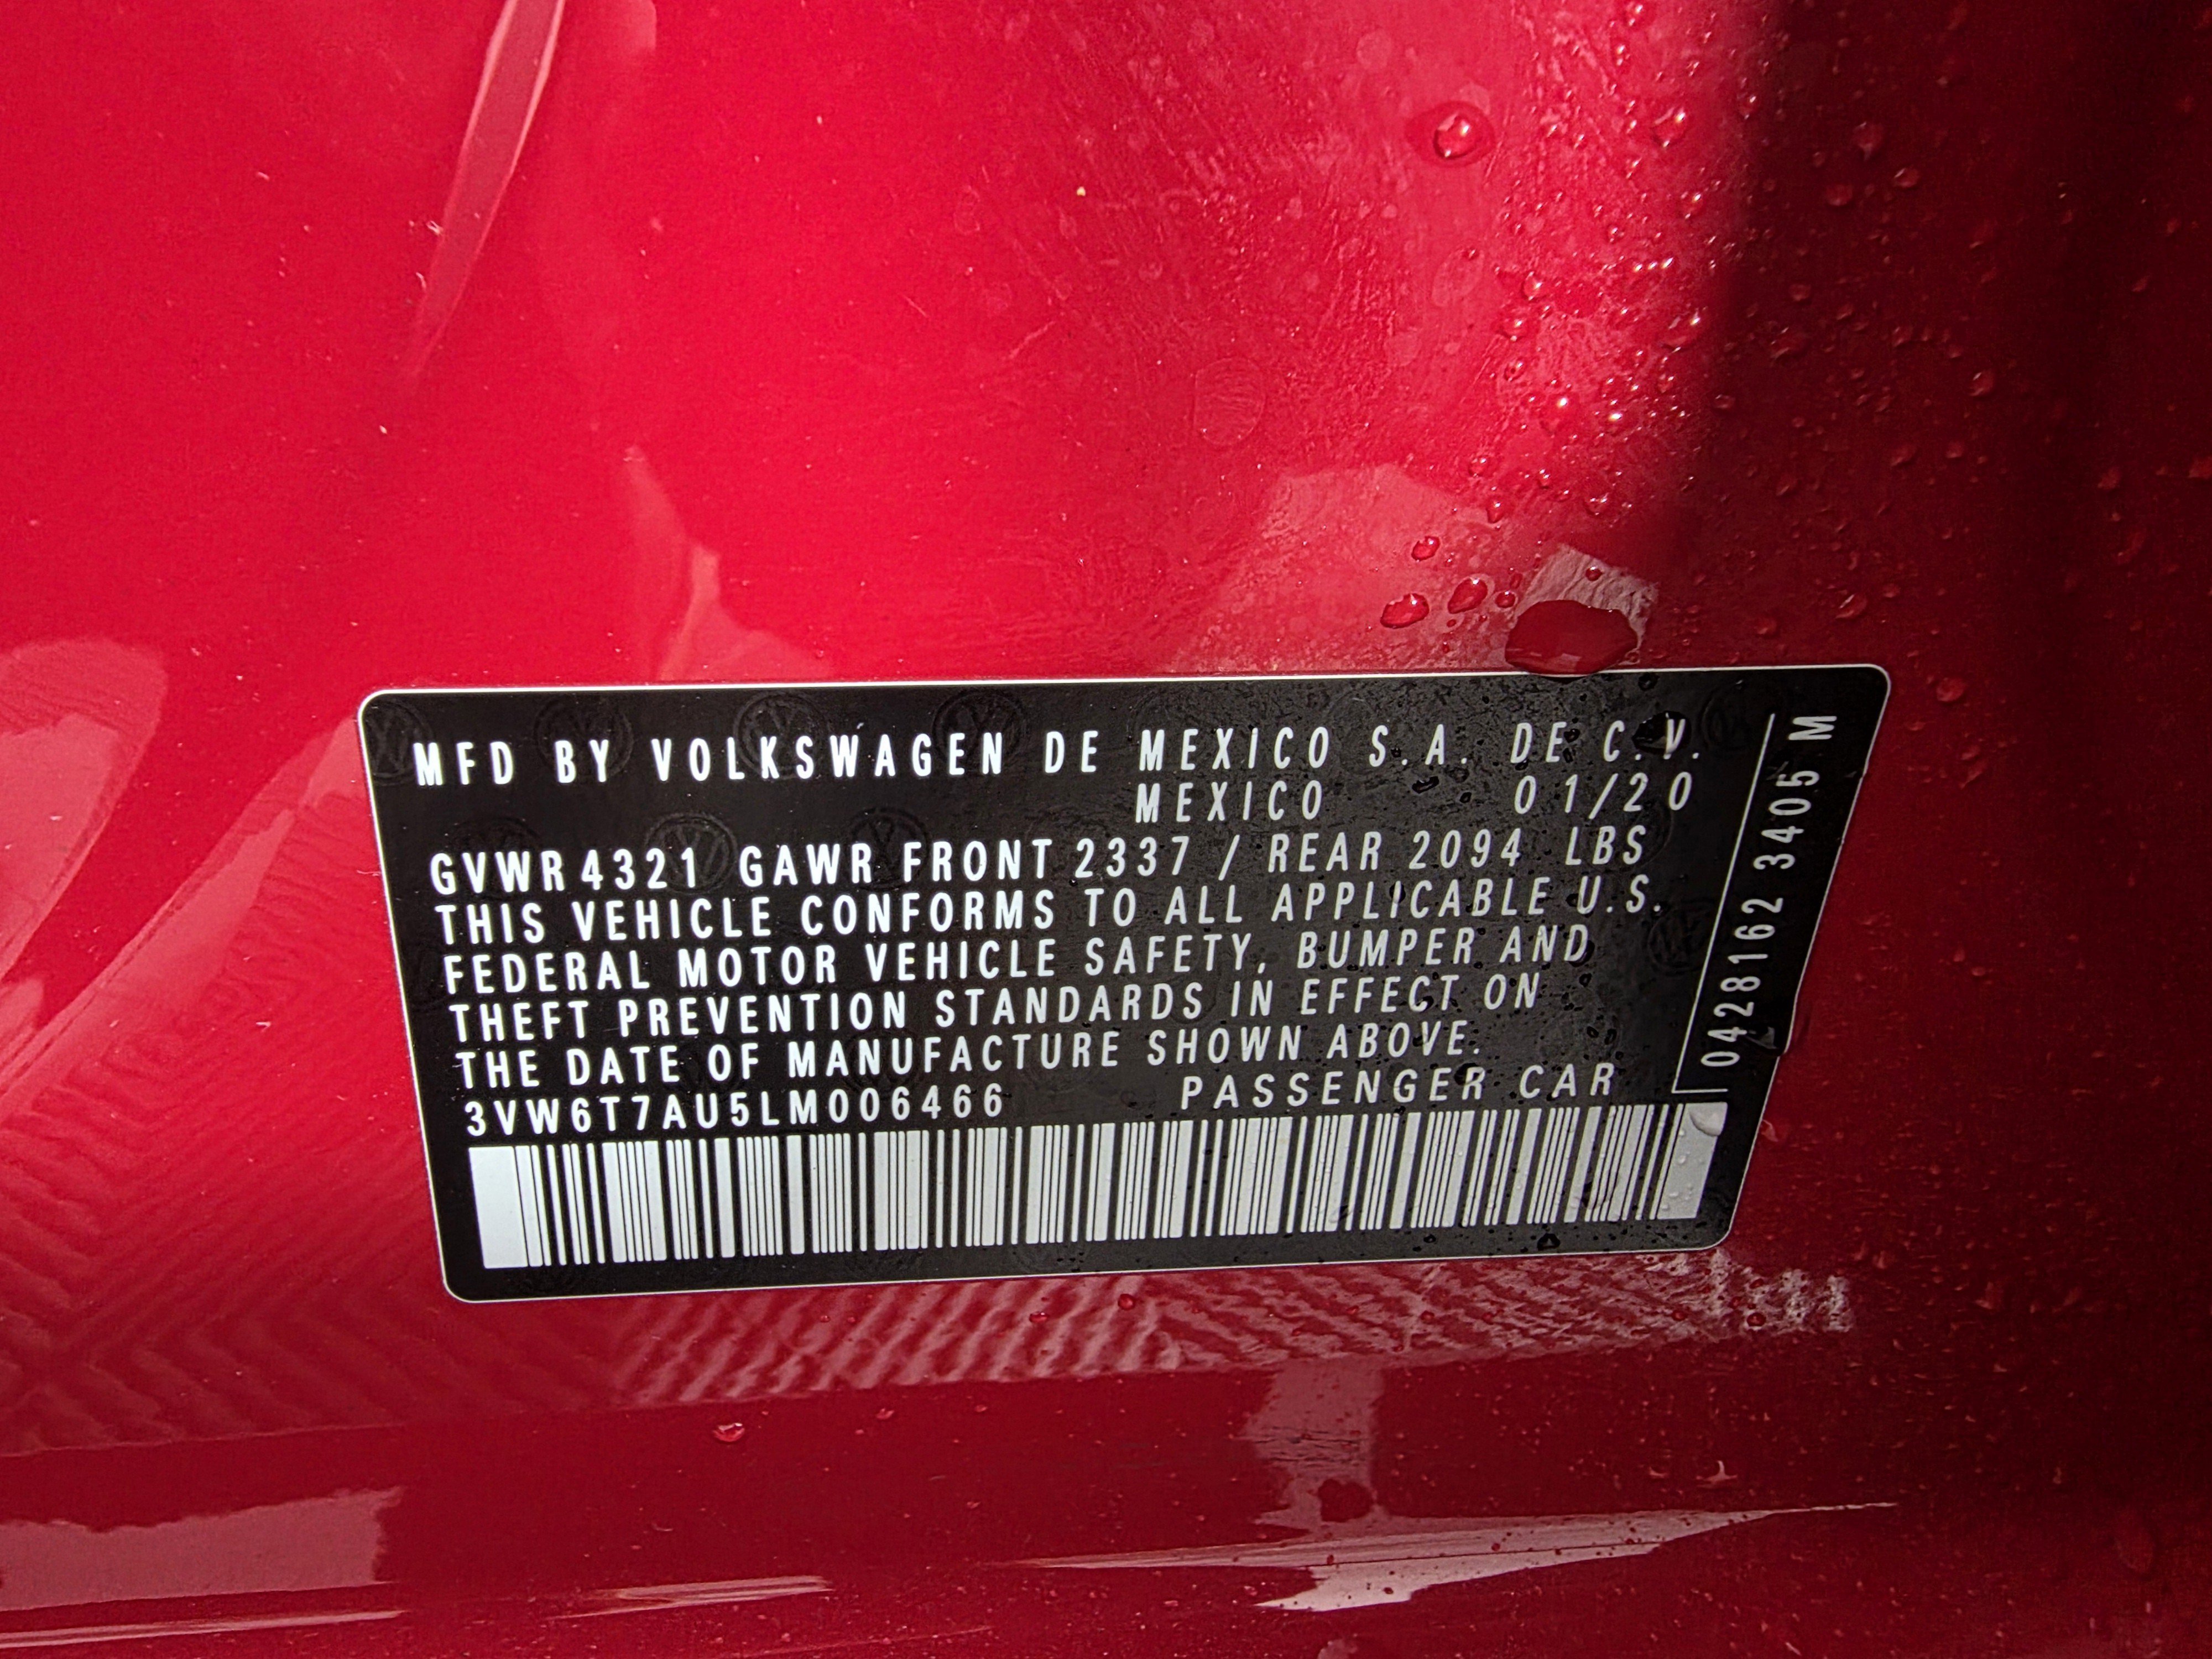 MFD BY VOLKSWAGEN DE MEXICO S.A. DE C.V.
MEXICO 01/20
GVWR 4321 GAWR FRONT 2337 / REAR 2094 LBS
THIS VEHICLE CONFORMS TO ALL APPLICABLE U.S.
FEDERAL MOTOR VEHICLE SAFETY, BUMPER AND
THEFT PREVENTION STANDARDS IN EFFECT ON
THE DATE OF MANUFACTURE SHOWN ABOVE.
3VW6T7AU5LM006466 PASSENGER CAR
0428162 3405 M